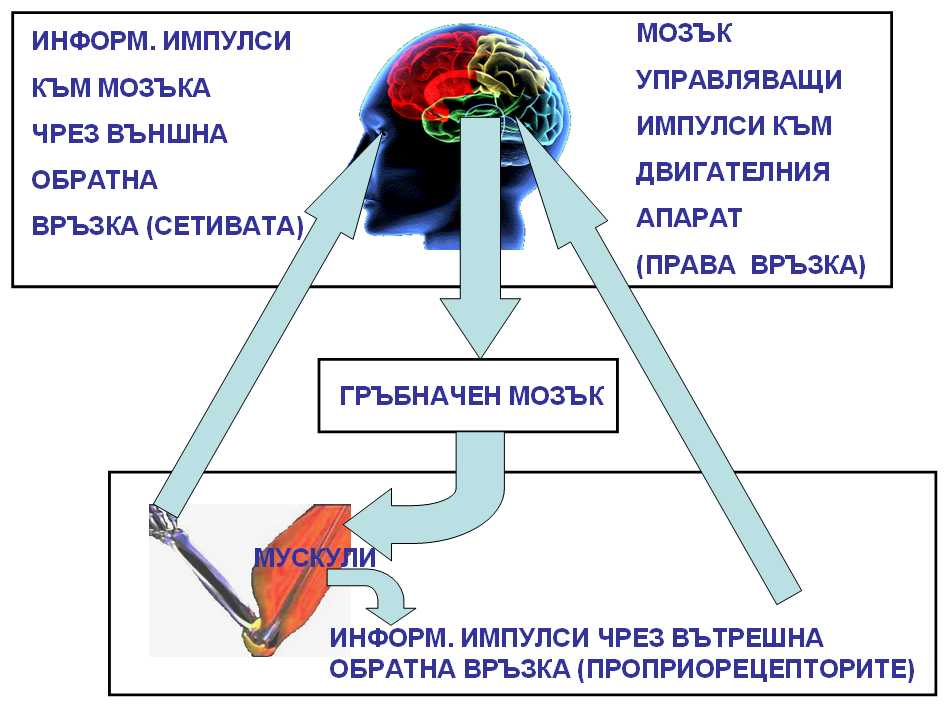 ИНФОРМ. ИМПУЛСИ
КЪМ МОЗЪКА
ЧРЕЗ ВЪНШНА
ОБРАТНА
ВРЪЗКА (СЕТИВАТА)
МОЗЪК
УПРАВЛЯВАЩИ
ИМПУЛСИ КЪМ
ДВИГАТЕЛНИЯ
АПАРАТ
(ПРАВА ВРЪЗКА)
ГРЪБНАЧЕН МОЗЪК
МУСКУЛИ
ИНФОРМ. ИМПУЛСИ ЧРЕЗ ВЪТРЕШНА
ОБРАТНА ВРЪЗКА (ПРОПРИОРЕЦЕПТОРИТЕ)